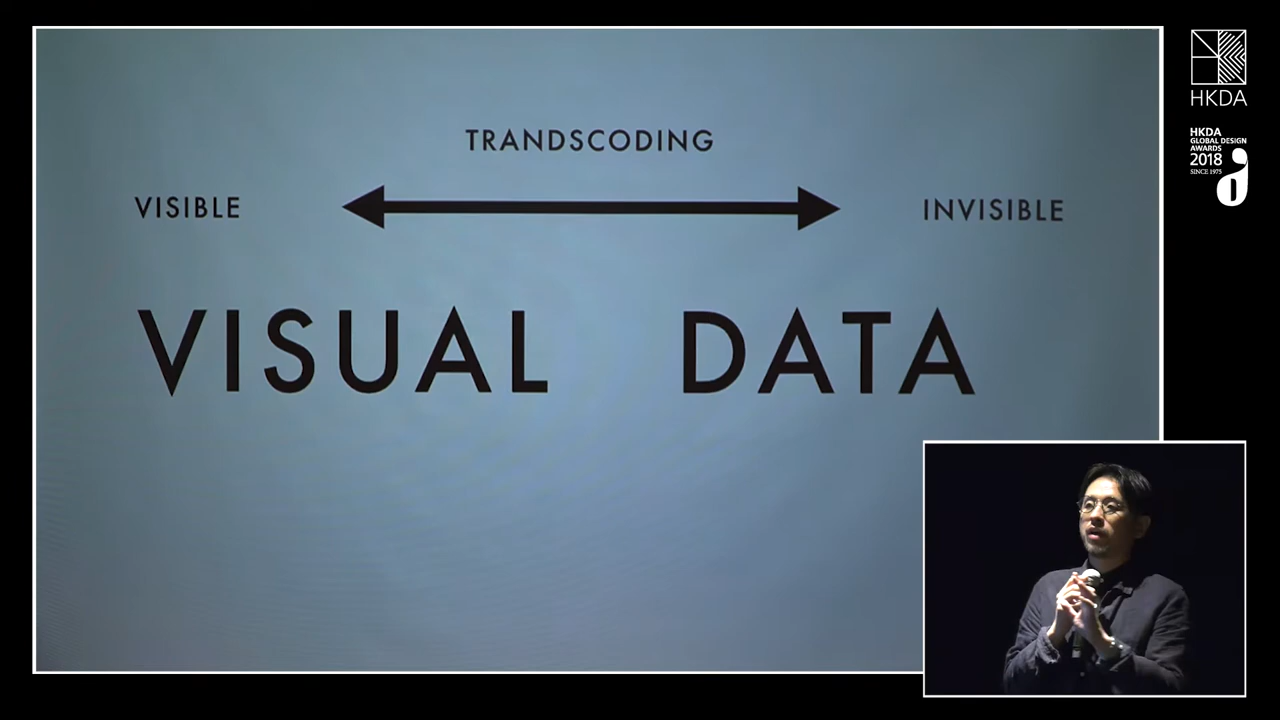 TRANDSCODING
VISIBLE
INVISIBLE
VISUAL DATA
HKDA
HKDA
GLOBAL DESIGN
AWARDS
2018
SINCE 1975